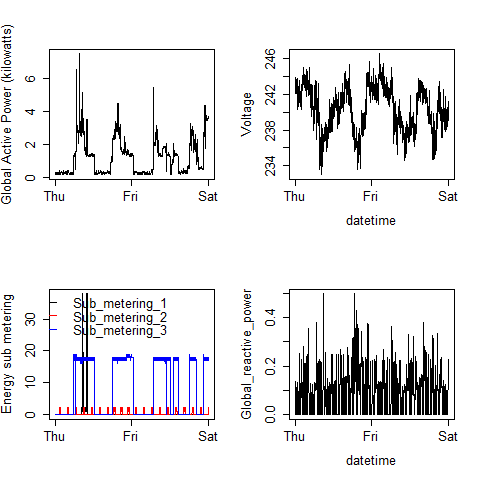 Global Active Power (kilowatts)
0 2 4 6
Thu Fri Sat
Voltage
234 238 242 246
Thu Fri Sat
datetime
Energy sub metering
0 10 20 30
Sub_metering_1
Sub_metering_2
Sub_metering_3
Thu Fri Sat
Global_reactive_power
0.0 0.2 0.4
Thu Fri Sat
datetime